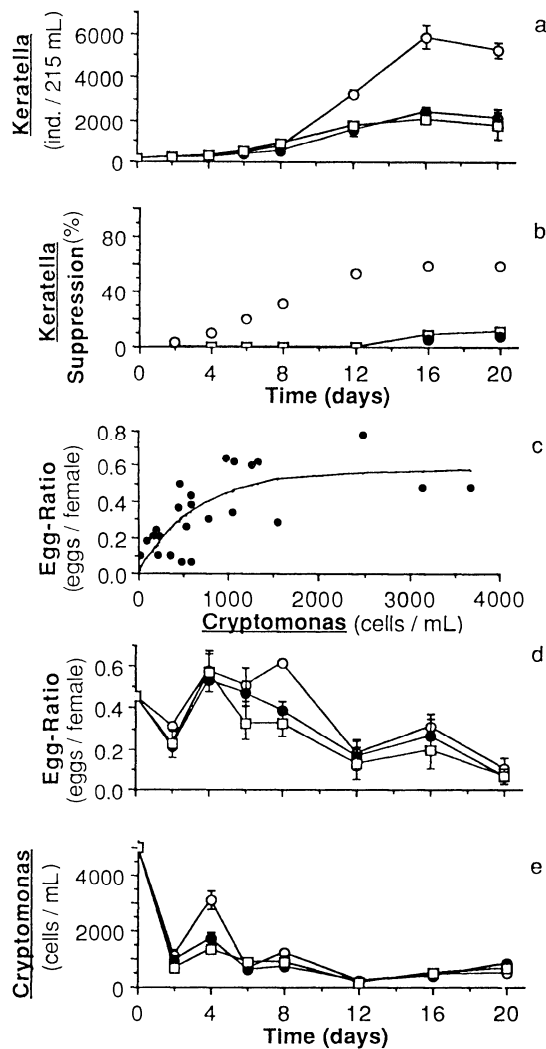 a
Keratella
(ind. / 215 mL)
6000
4000
2000
0
b
Keratella
Suppression(%)
80
40
0
0 4 8 12 16 20
Time (days)
c
Egg-Ratio
(eggs / female)
0.8
0.6
0.4
0.2
0.0
0 1000 2000 3000 4000
Cryptomonas (cells / mL)
d
Egg-Ratio
(eggs / female)
0.6
0.4
0.2
0.0
e
Cryptomonas
(cells / mL)
4000
2000
0
0 4 8 12 16 20
Time (days)